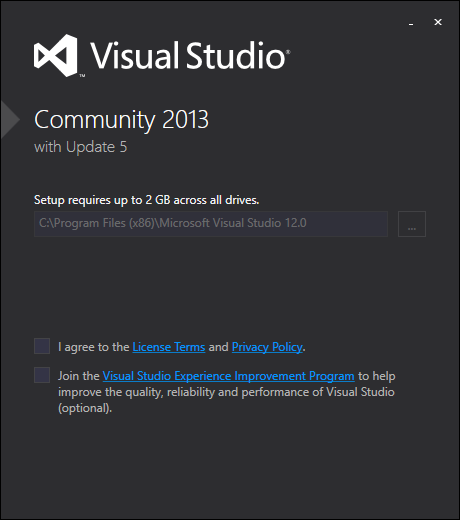 Visual Studio®
™
Community 2013
with Update 5
Setup requires up to 2 GB across all drives.
C:\Program Files (x86)\Microsoft Visual Studio 12.0
...
I agree to the License Terms and Privacy Policy.
Join the Visual Studio Experience Improvement Program to help
improve the quality, reliability and performance of Visual Studio
(optional).